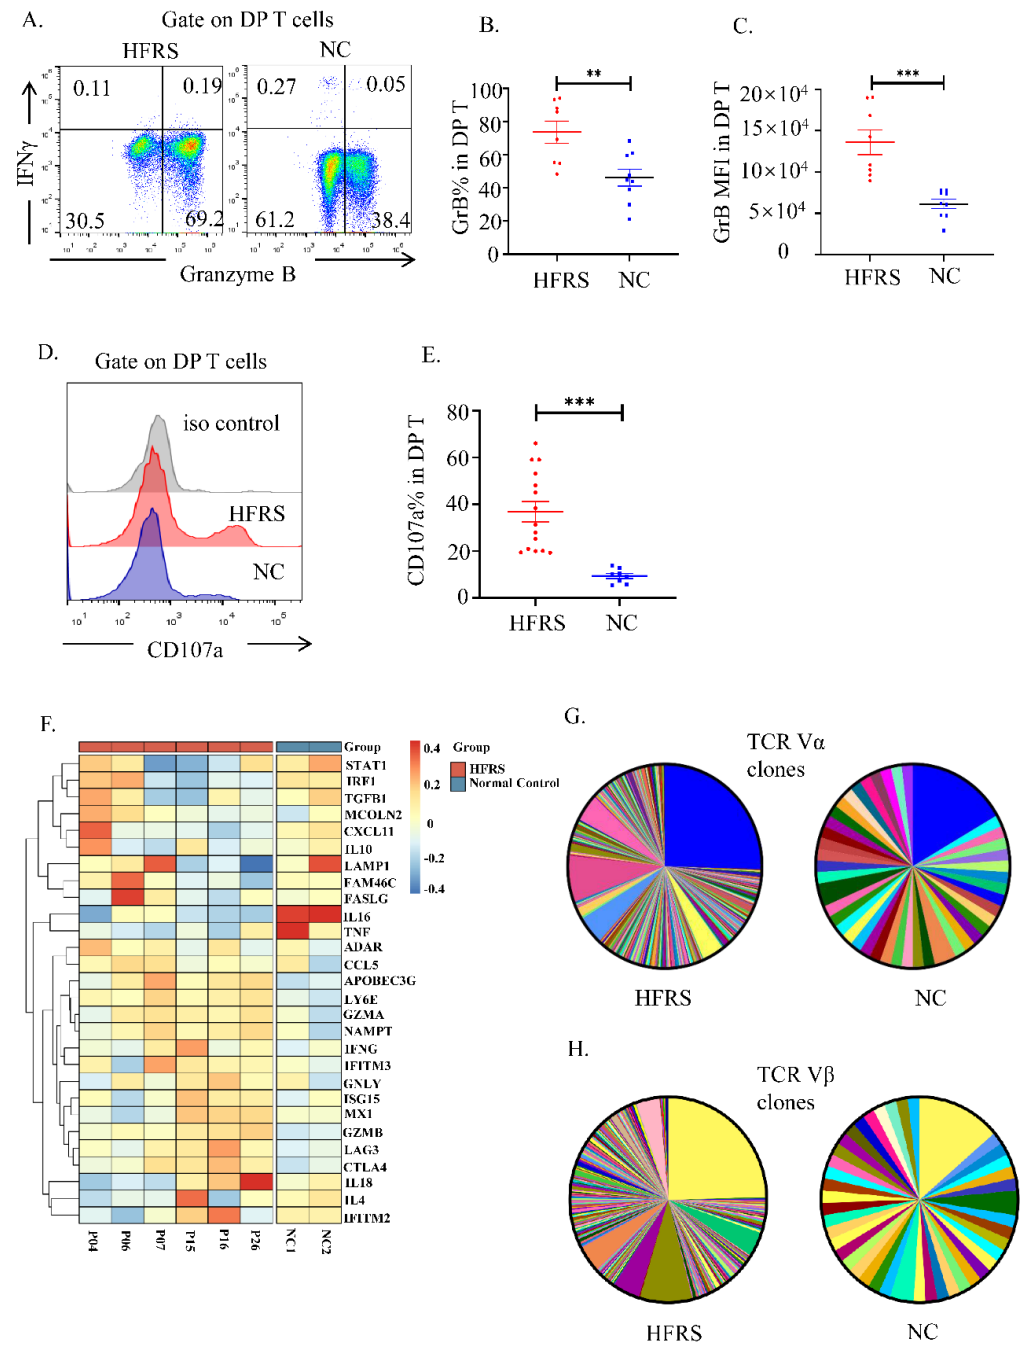 A.
Gate on DP T cells
HFRS
NC
0.11
0.19
30.5
69.2
0.27
0.05
61.2
38.4
IFNγ
Granzyme B
B.
**
GrB% in DP T
100
80
60
40
20
0
HFRS
NC
C.
***
GrB MFI in DP T
20×10⁴
15×10⁴
10×10⁴
5×10⁴
0
HFRS
NC
D.
Gate on DP T cells
iso control
HFRS
NC
10¹ 10² 10³ 10⁴ 10⁵
CD107a
E.
***
CD107a% in DP T
80
60
40
20
0
HFRS
NC
F.
Group
STAT1
IRF1
TGFB1
MCOLN2
CXCL11
IL10
LAMP1
FAM46C
FASLG
IL16
TNF
ADAR
CCL5
APOBEC3G
LY6E
GZMA
NAMPT
IFNG
IFITM3
GNLY
ISG15
MX1
GZMB
LAG3
CTLA4
IL18
IL4
IFITM2
P04 P06 P07 P15 P16 P26 NC1 NC2
0.4
0.2
0
-0.2
-0.4
Group
HFRS
Normal Control
G.
TCR Vα
clones
HFRS
NC
H.
TCR Vβ
clones
HFRS
NC